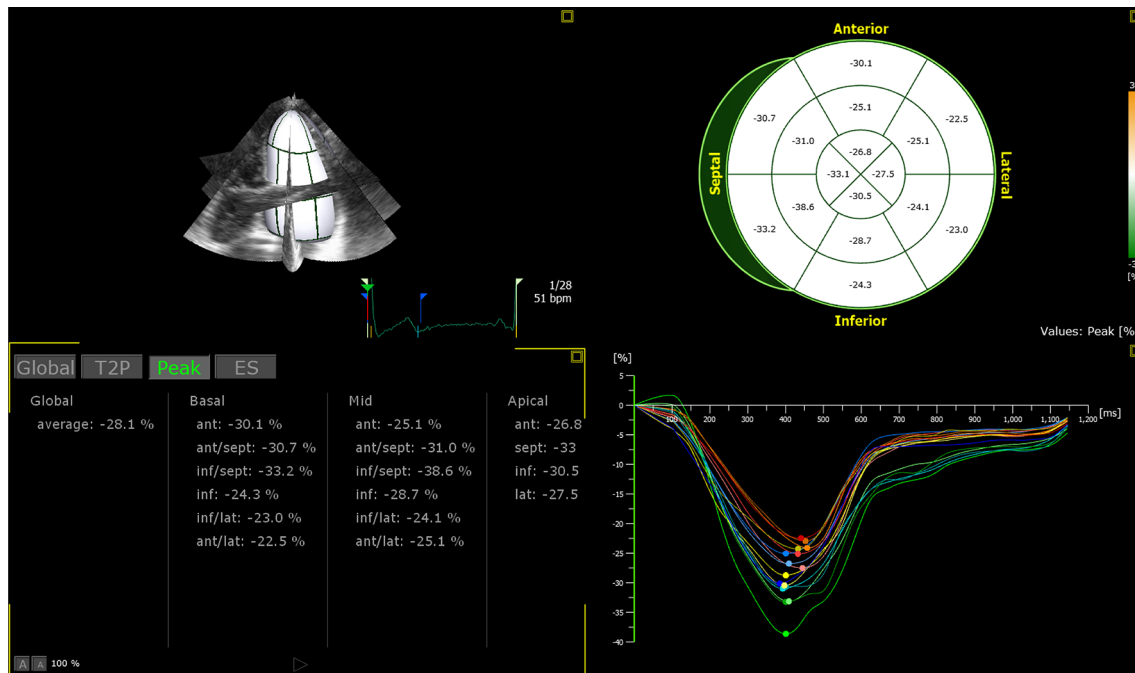 1/28
51 bpm
Anterior
-30.1
-30.7
-25.1
-22.5
-31.0
-25.1
-26.8
Septal
-33.1
-27.5
Lateral
-30.5
-38.6
-24.1
-33.2
-28.7
-23.0
-24.3
Inferior
Values: Peak [%
Global T2P Peak ES
Global
average: -28.1 %
Basal
ant: -30.1 %
ant/sept: -30.7 %
inf/sept: -33.2 %
inf: -24.3 %
inf/lat: -23.0 %
ant/lat: -22.5 %
Mid
ant: -25.1 %
ant/sept: -31.0 %
inf/sept: -38.6 %
inf: -28.7 %
inf/lat: -24.1 %
ant/lat: -25.1 %
Apical
ant: -26.8
sept: -33
inf: -30.5
lat: -27.5
A A 100 %
[%]
5
0
-5
-10
-15
-20
-25
-30
-35
-40
100 200 300 400 500 600 700 800 900 1,000 1,100 1,200
[ms]